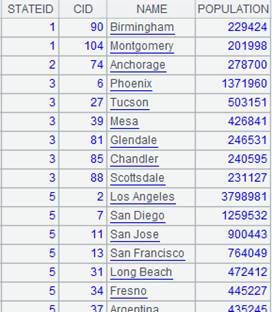 STATEID CID NAME POPULATION
1 90 Birmingham 229424
1 104 Montgomery 201998
2 74 Anchorage 278700
3 6 Phoenix 1371960
3 27 Tucson 503151
3 39 Mesa 426841
3 81 Glendale 246531
3 85 Chandler 240595
3 88 Scottsdale 231127
5 2 Los Angeles 3798981
5 7 San Diego 1259532
5 11 San Jose 900443
5 13 San Francisco 764049
5 31 Long Beach 472412
5 34 Fresno 445227
5 37 Argentina 435245